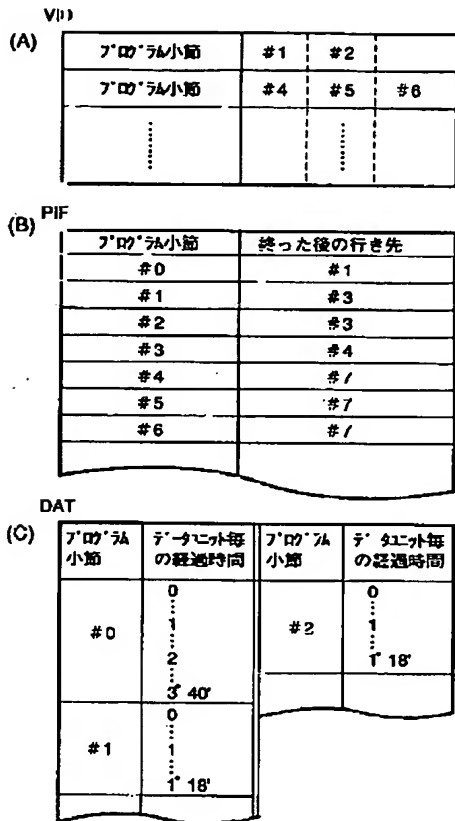 VID
(A)
プログラム小節 #1 #2
プログラム小節 #4 #5 #6
(B) PIF
プログラム小節 終った後の行き先
#0 #1
#1 #3
#2 #3
#3 #4
#4 #7
#5 #7
#6 #7
DAT
(C)
プログラム小節 データユニット毎の経過時間 プログラム小節 データユニット毎の経過時間
#0
0
1
2
3° 40'
#2
0
1
1° 18'
#1
0
1
1° 18'